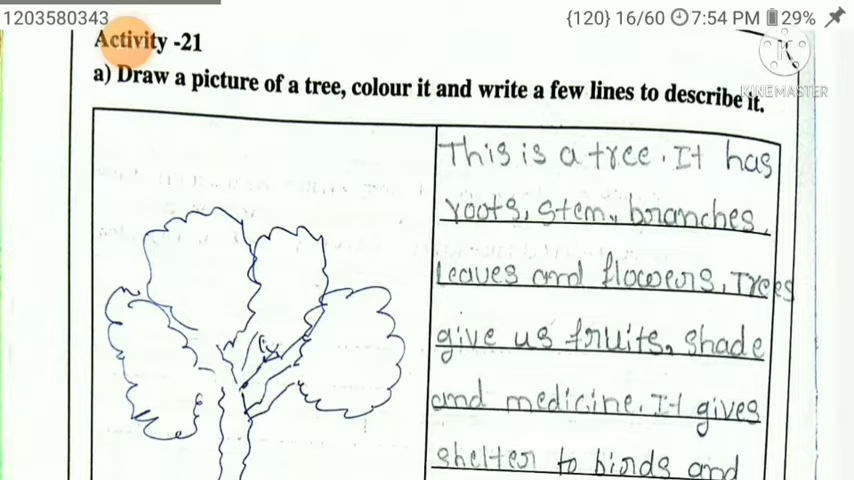 1203580343
{120} 16/60 7:54 PM 29%
Activity -21
KINEMASTER
a) Draw a picture of a tree, colour it and write a few lines to describe it.
This is a tree. It has
roots, stem, branches,
leaves and flowers, Trees
give us fruits, shade
and medicine. It gives
shelter to birds and